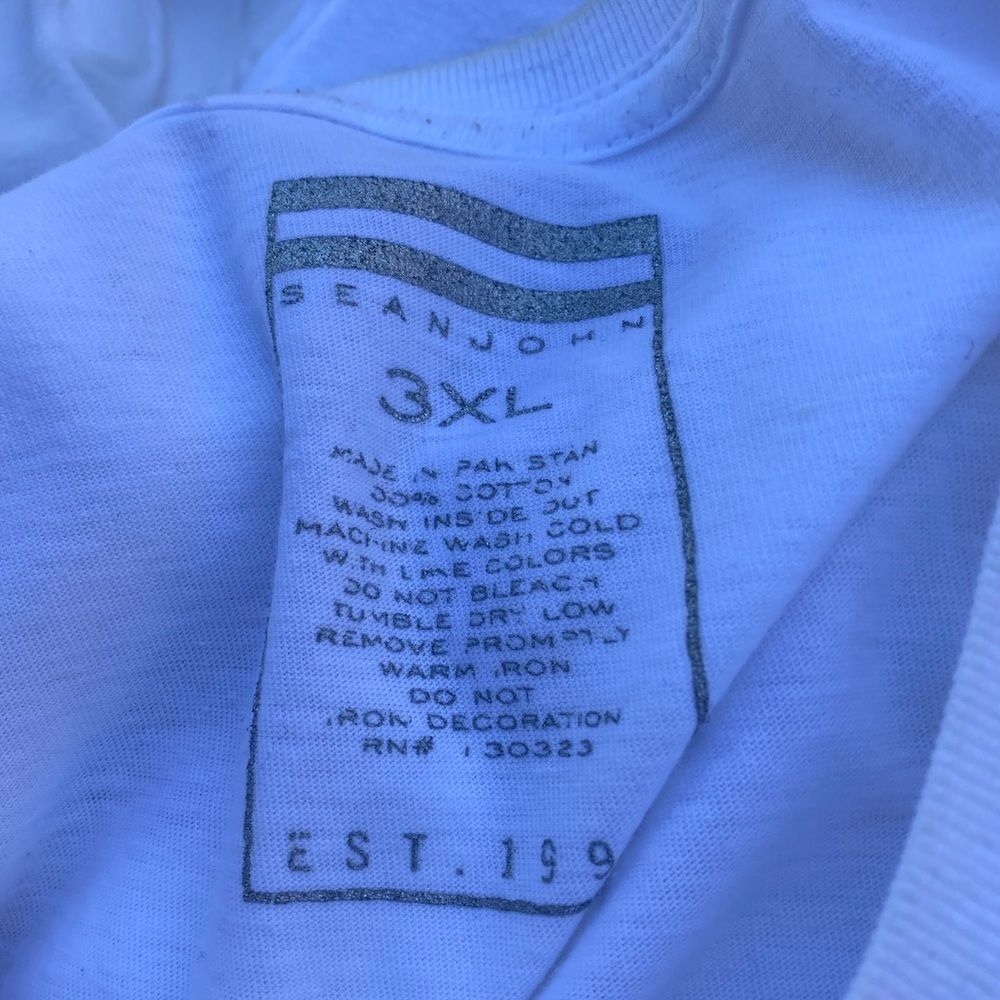 SEANJOHN
3XL
MADE IN PAKISTAN
100% COTTON
WASH INSIDE OUT
MACHINE WASH COLD
WITH LIKE COLORS
DO NOT BLEACH
TUMBLE DRY LOW
REMOVE PROMPTLY
WARM IRON
DO NOT
IRON DECORATION
RN# 130323
EST. 199